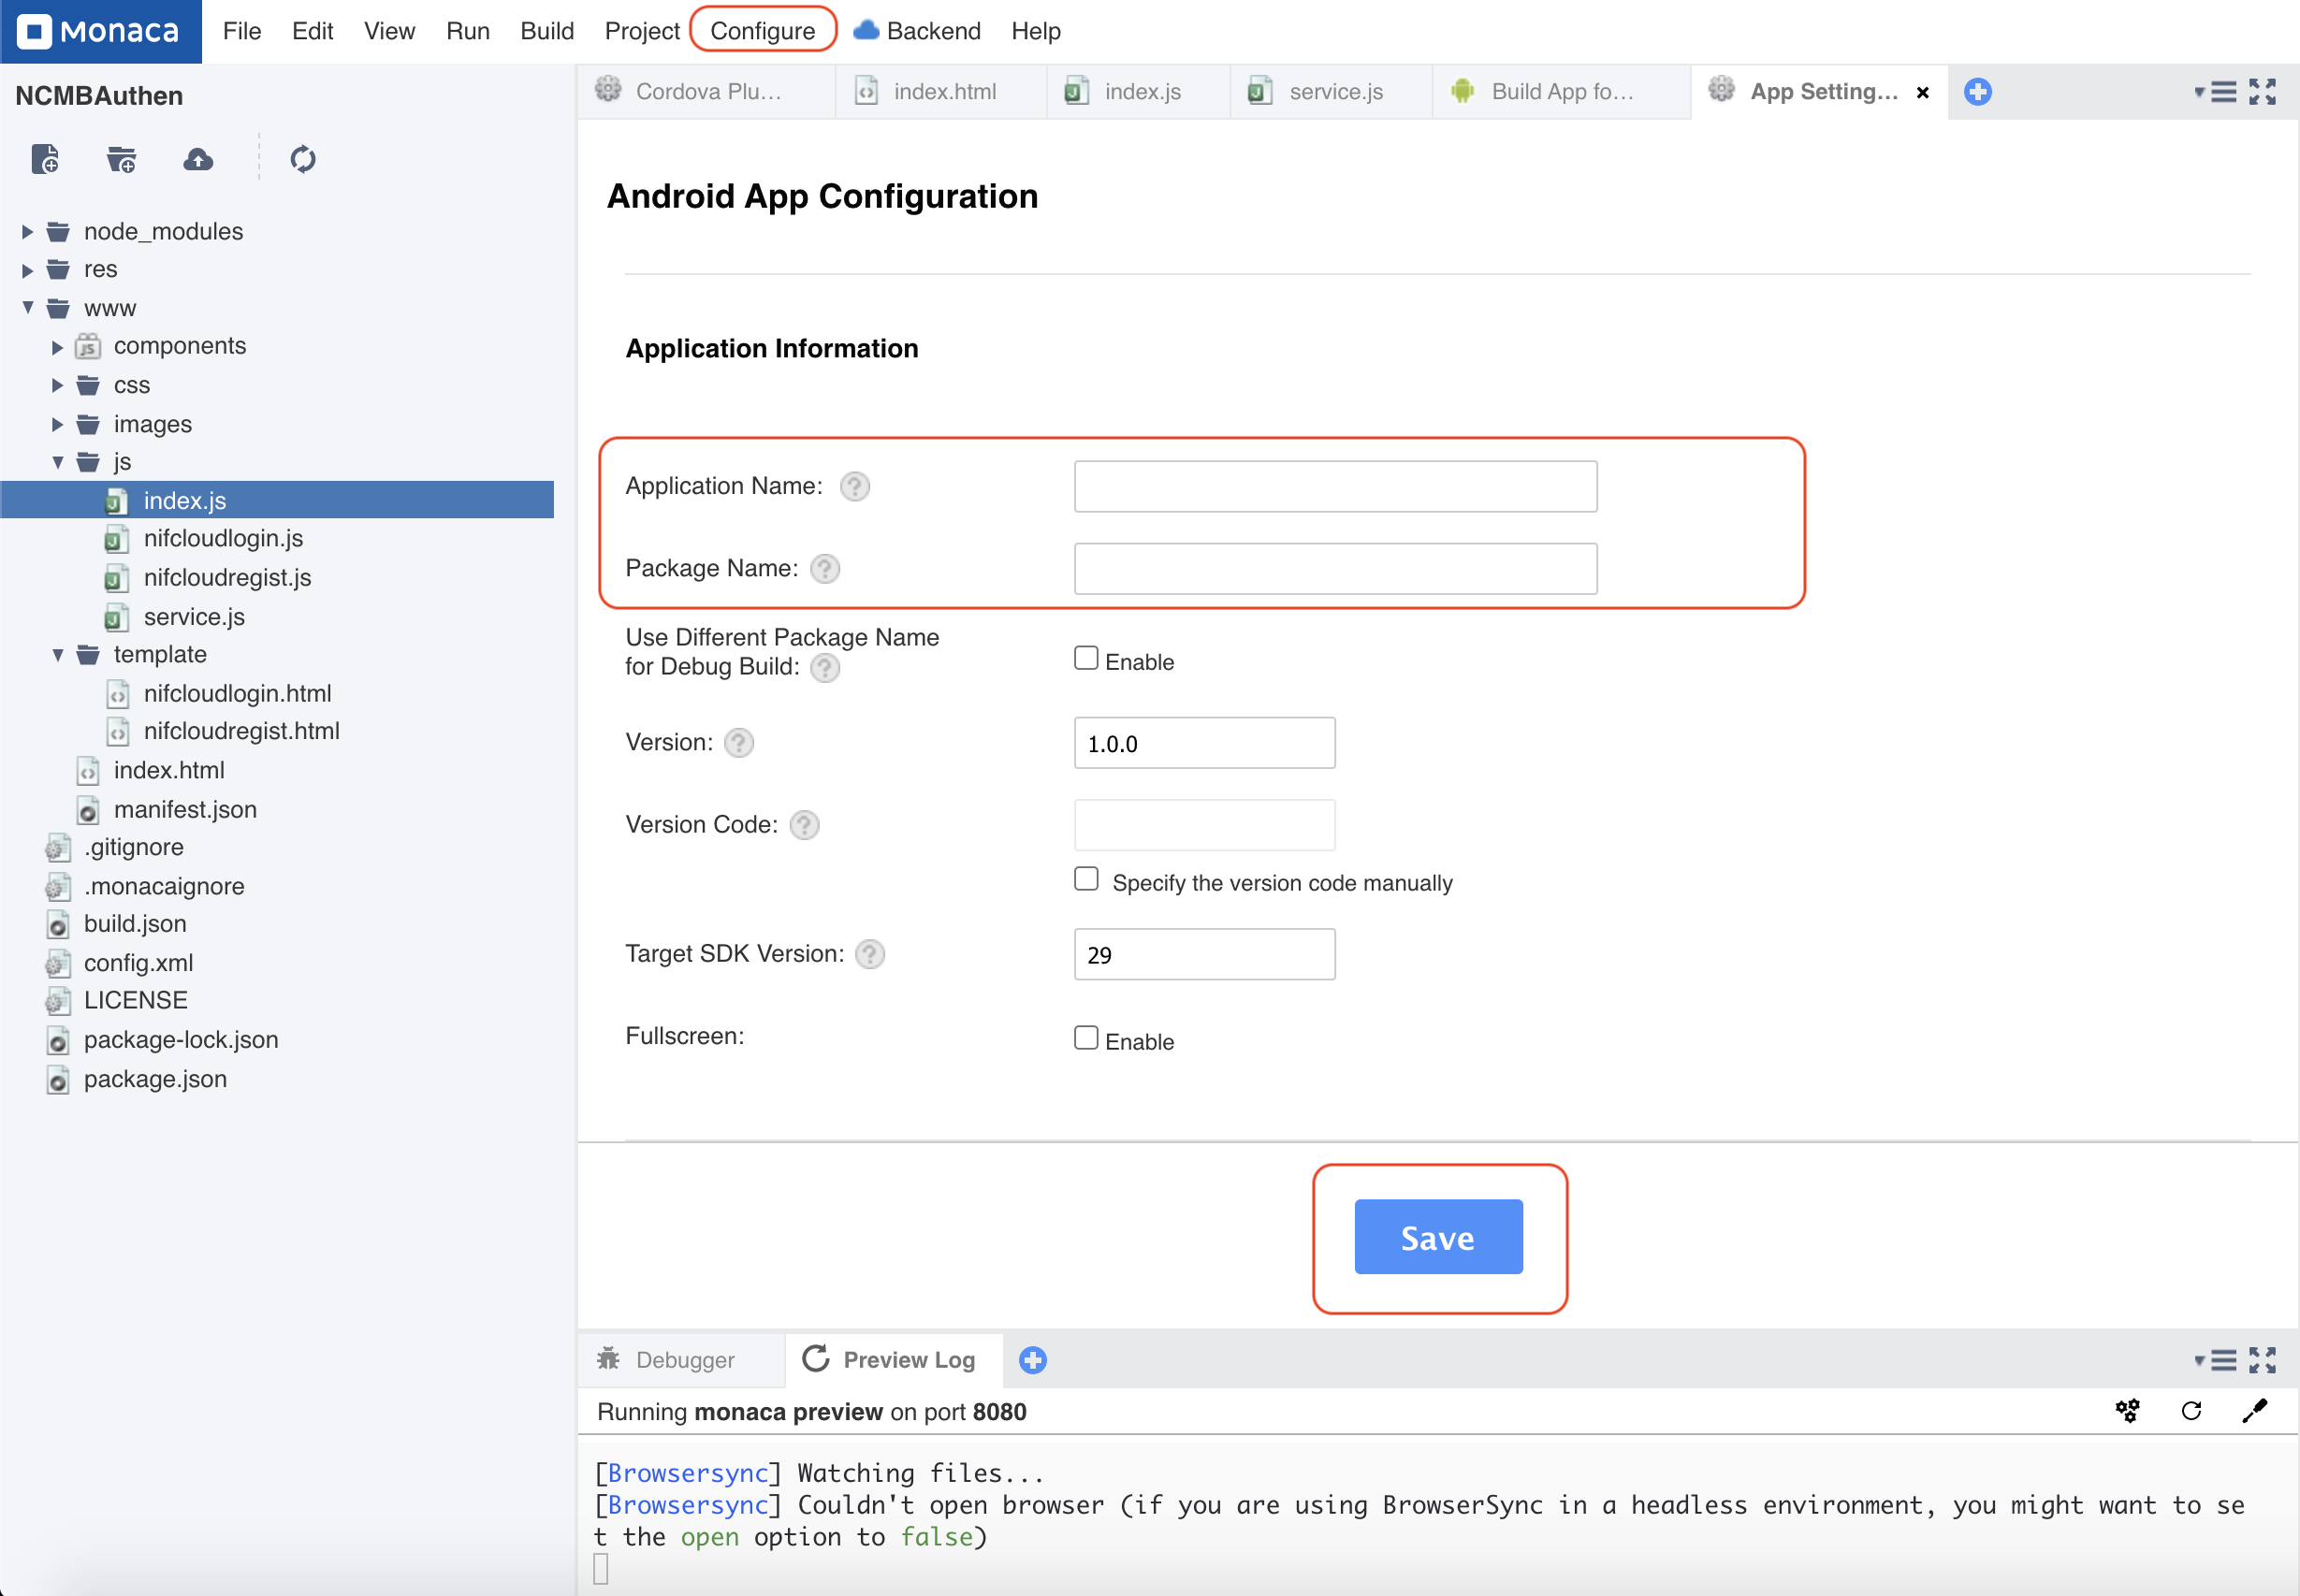 Monaca File Edit View Run Build Project Configure Backend Help
NCMBAuthen
node_modules
res
www
components
css
images
js
index.js
nifcloudlogin.js
nifcloudregist.js
service.js
template
nifcloudlogin.html
nifcloudregist.html
index.html
manifest.json
.gitignore
.monacaignore
build.json
config.xml
LICENSE
package-lock.json
package.json
Cordova Plu... index.html index.js service.js Build App fo... App Setting... ×
Android App Configuration
Application Information
Application Name: ?
Package Name: ?
Use Different Package Name
for Debug Build: ? Enable
Version: ? 1.0.0
Version Code: ?
Specify the version code manually
Target SDK Version: ? 29
Fullscreen: Enable
Save
Debugger Preview Log
Running monaca preview on port 8080
[Browsersync] Watching files...
[Browsersync] Couldn't open browser (if you are using BrowserSync in a headless environment, you might want to se
t the open option to false)